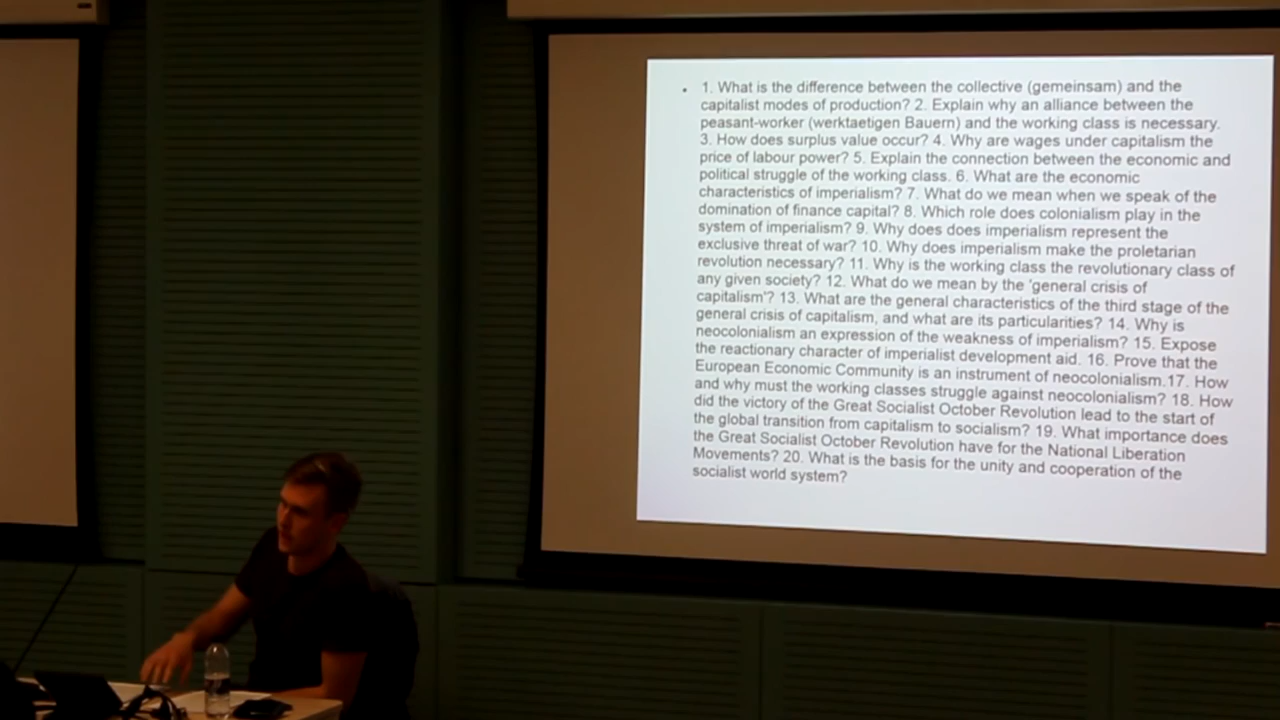 • 1. What is the difference between the collective (gemeinsam) and the
capitalist modes of production? 2. Explain why an alliance between the
peasant-worker (werktaetigen Bauern) and the working class is necessary.
3. How does surplus value occur? 4. Why are wages under capitalism the
price of labour power? 5. Explain the connection between the economic and
political struggle of the working class. 6. What are the economic
characteristics of imperialism? 7. What do we mean when we speak of the
domination of finance capital? 8. Which role does colonialism play in the
system of imperialism? 9. Why does does imperialism represent the
exclusive threat of war? 10. Why does imperialism make the proletarian
revolution necessary? 11. Why is the working class the revolutionary class of
any given society? 12. What do we mean by the 'general crisis of
capitalism'? 13. What are the general characteristics of the third stage of the
general crisis of capitalism, and what are its particularities? 14. Why is
neocolonialism an expression of the weakness of imperialism? 15. Expose
the reactionary character of imperialist development aid. 16. Prove that the
European Economic Community is an instrument of neocolonialism.17. How
and why must the working classes struggle against neocolonialism? 18. How
did the victory of the Great Socialist October Revolution lead to the start of
the global transition from capitalism to socialism? 19. What importance does
the Great Socialist October Revolution have for the National Liberation
Movements? 20. What is the basis for the unity and cooperation of the
socialist world system?